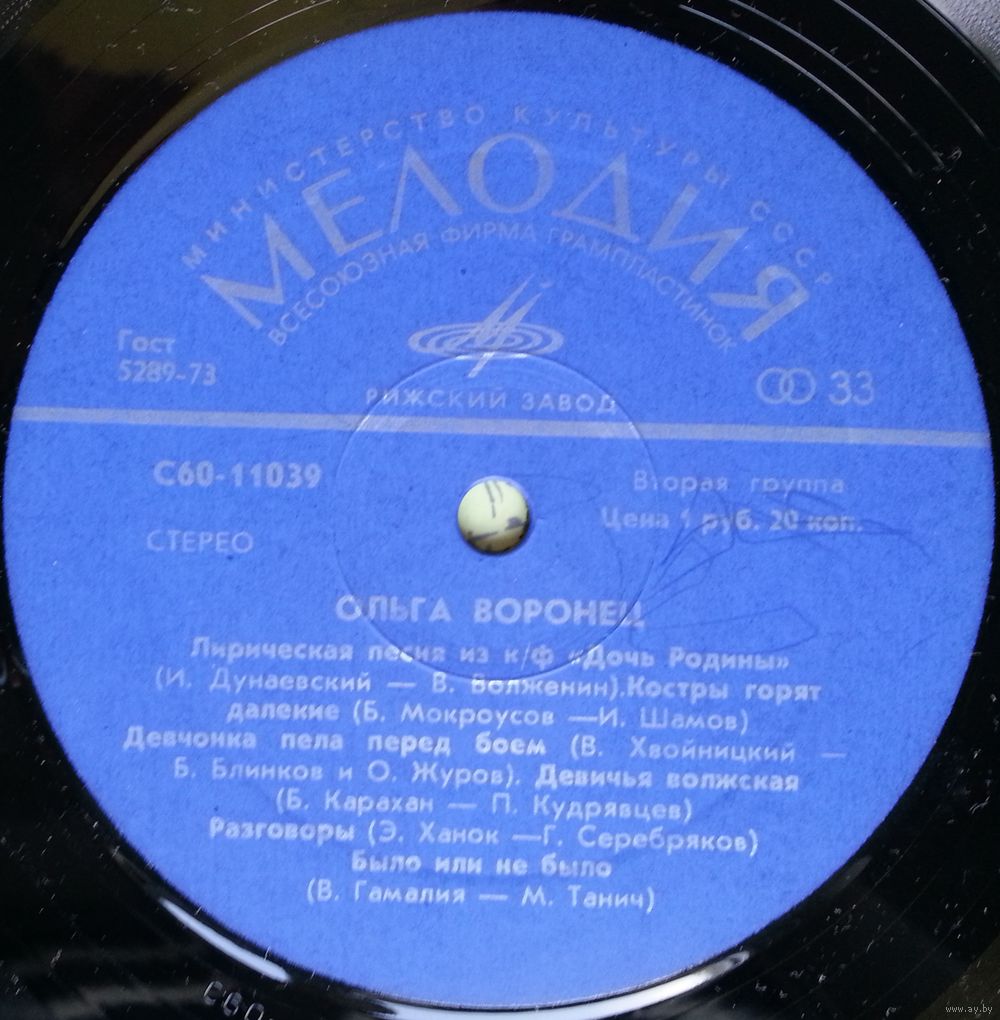 МИНИСТЕРСТВО КУЛЬТУРЫ СССР
МЕЛОДИЯ
ВСЕСОЮЗНАЯ ФИРМА ГРАМПЛАСТИНОК
Гост
5289-73
33
РИЖСКИЙ ЗАВОД
С60-11039
Вторая группа
Цена 1 руб. 20 коп.
СТЕРЕО
ОЛЬГА ВОРОНЕЦ
Лирическая песня из к/ф «Дочь Родины»
(И. Дунаевский — В. Волженин).Костры горят
далекие (Б. Мокроусов —И. Шамов)
Девчонка пела перед боем (В. Хвойницкий —
Б. Блинков и О. Журов). Девичья волжская
(Б. Карахан — П. Кудрявцев)
Разговоры (Э. Ханок —Г. Серебряков)
Было или не было
(В. Гамалия — М. Танич)
www.ay.by